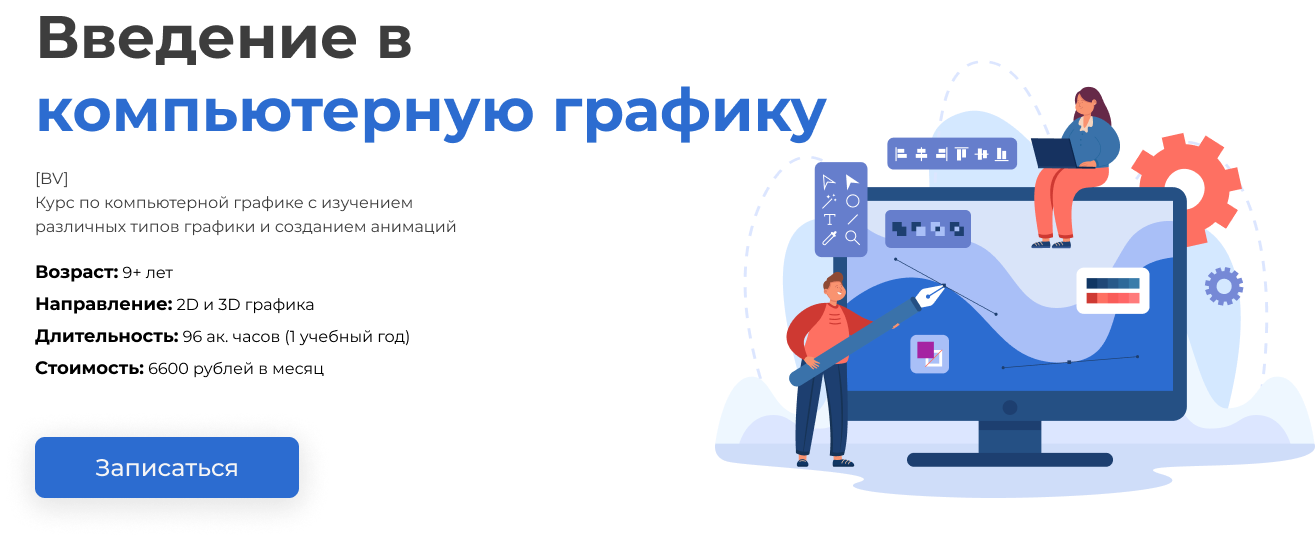 Введение в
компьютерную графику
[BV]
Курс по компьютерной графике с изучением
различных типов графики и созданием анимаций
Возраст: 9+ лет
Направление: 2D и 3D графика
Длительность: 96 ак. часов (1 учебный год)
Стоимость: 6600 рублей в месяц
Записаться
T